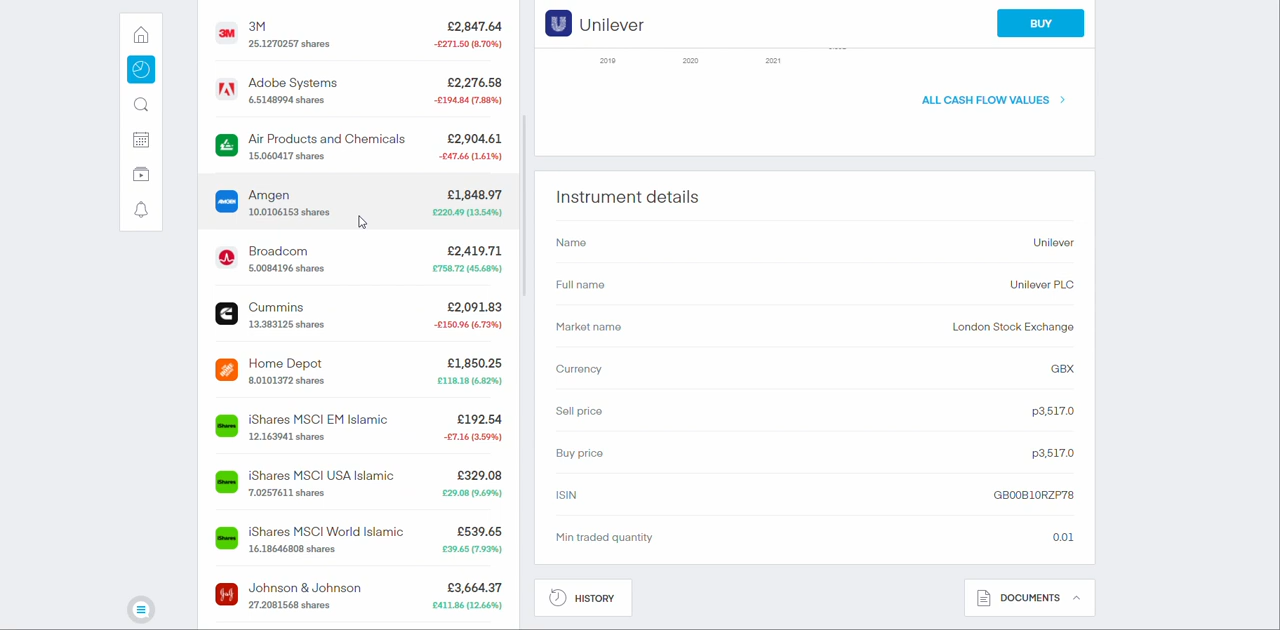 3M
£2,847.64
25.1270257 shares
-£271.50 (8.70%)
Adobe Systems
£2,276.58
6.5148994 shares
-£194.84 (7.88%)
Air Products and Chemicals
£2,904.61
15.060417 shares
-£47.66 (1.61%)
Amgen
£1,848.97
10.0106153 shares
£220.49 (13.54%)
Broadcom
£2,419.71
5.0084196 shares
£758.72 (45.68%)
Cummins
£2,091.83
13.383125 shares
-£150.96 (6.73%)
Home Depot
£1,850.25
8.0101372 shares
£118.18 (6.82%)
iShares MSCI EM Islamic
£192.54
12.163941 shares
-£7.16 (3.59%)
iShares MSCI USA Islamic
£329.08
7.0257611 shares
£29.08 (9.69%)
iShares MSCI World Islamic
£539.65
16.18646808 shares
£39.65 (7.93%)
Johnson & Johnson
£3,664.37
27.2081568 shares
£411.86 (12.66%)
3M
AMGEN
iShares
iShares
iShares
Unilever
BUY
2019 2020 2021
ALL CASH FLOW VALUES
Instrument details
Name Unilever
Full name Unilever PLC
Market name London Stock Exchange
Currency GBX
Sell price p3,517.0
Buy price p3,517.0
ISIN GB00B10RZP78
Min traded quantity 0.01
HISTORY
DOCUMENTS